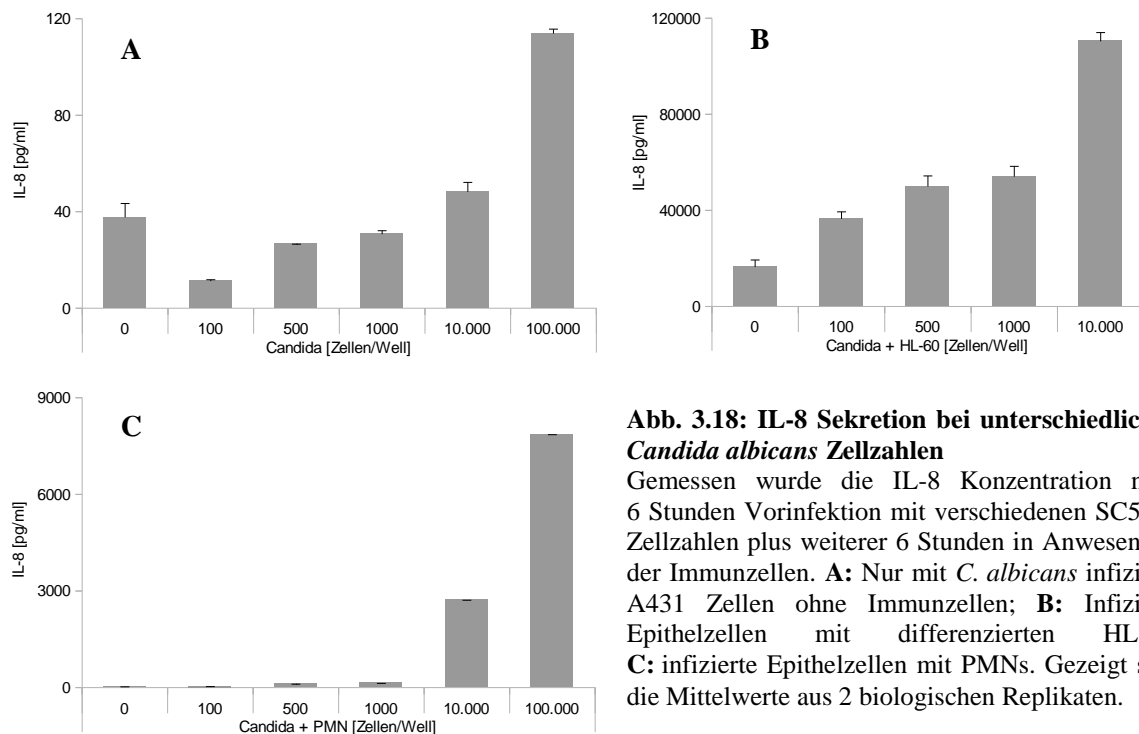 A
120
80
40
0
IL-8 [pg/ml]
0 100 500 1000 10.000 100.000
Candida [Zellen/Well]
B
120000
80000
40000
0
IL-8 [pg/ml]
0 100 500 1000 10.000
Candida + HL-60 [Zellen/Well]
C
9000
6000
3000
0
IL-8 [pg/ml]
0 100 500 1000 10.000 100.000
Candida + PMN [Zellen/Well]
Abb. 3.18: IL-8 Sekretion bei unterschiedlic
Candida albicans Zellzahlen
Gemessen wurde die IL-8 Konzentration n
6 Stunden Vorinfektion mit verschiedenen SC5
Zellzahlen plus weiterer 6 Stunden in Anwesen
der Immunzellen. A: Nur mit C. albicans infizi
A431 Zellen ohne Immunzellen; B: Infizi
Epithelzellen mit differenzierten HL-
C: infizierte Epithelzellen mit PMNs. Gezeigt s
die Mittelwerte aus 2 biologischen Replikaten.